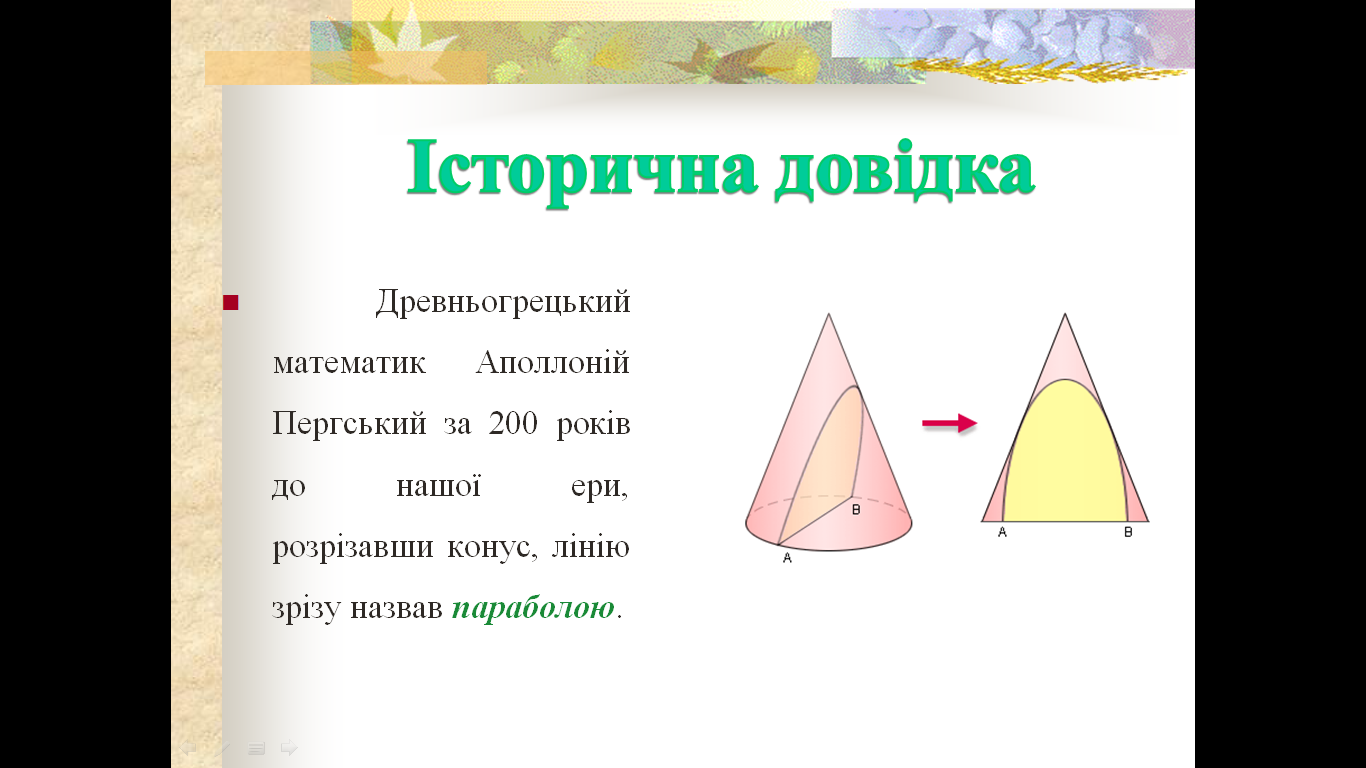 Історична довідка
Древньогрецький
математик Аполлоній
Пергський за 200 років
до нашої ери,
розрізавши конус, лінію
зрізу назвав параболою.
B
A
A B